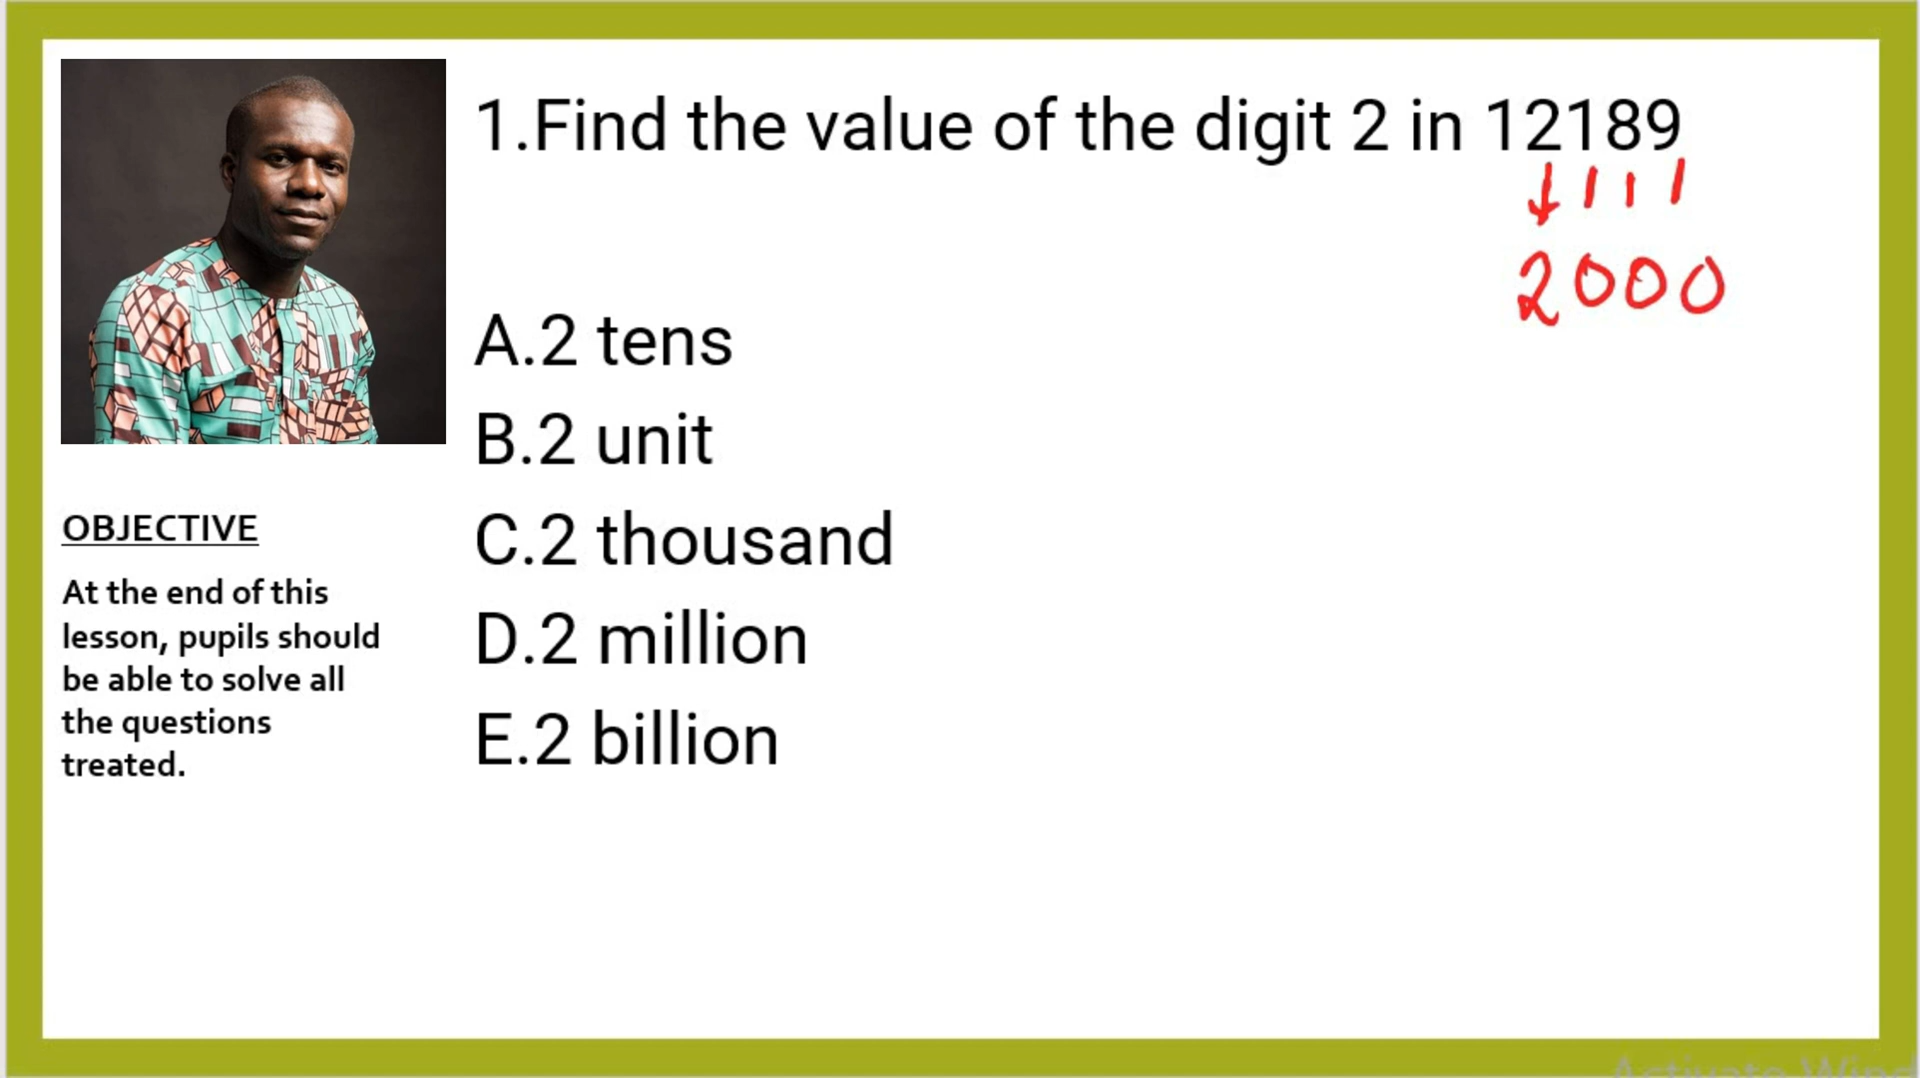 1.Find the value of the digit 2 in 12189
2000
A.2 tens
B.2 unit
C.2 thousand
D.2 million
E.2 billion
OBJECTIVE
At the end of this
lesson, pupils should
be able to solve all
the questions
treated.